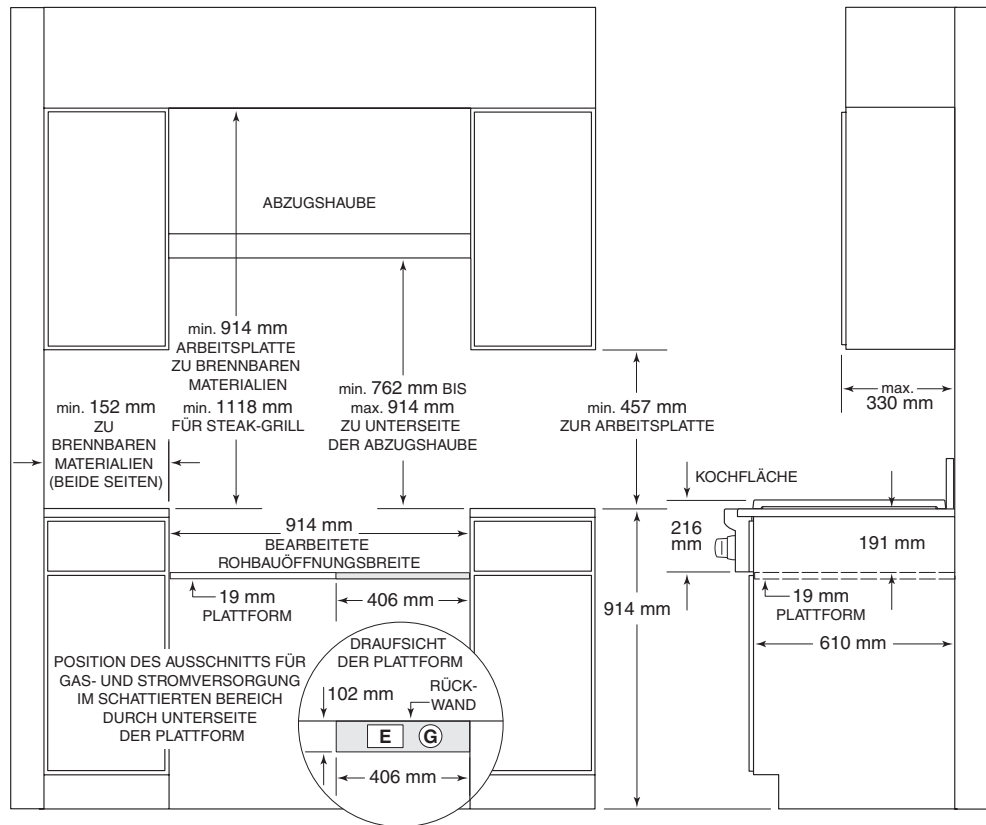 ABZUGSHAUBE
min. 914 mm
ARBEITSPLATTE
ZU BRENNBAREN
MATERIALIEN
min. 1118 mm
FÜR STEAK-GRILL
min. 152 mm
ZU
BRENNBAREN
MATERIALIEN
(BEIDE SEITEN)
min. 762 mm BIS
max. 914 mm
ZU UNTERSEITE
DER ABZUGSHAUBE
min. 457 mm
ZUR ARBEITSPLATTE
max.
330 mm
KOCHFLÄCHE
216
mm
191 mm
19 mm
PLATTFORM
610 mm
914 mm
914 mm
BEARBEITETE
ROHBAUÖFFNUNGSBREITE
19 mm
PLATTFORM
406 mm
POSITION DES AUSSCHNITTS FÜR
GAS- UND STROMVERSORGUNG
IM SCHATTIERTEN BEREICH
DURCH UNTERSEITE
DER PLATTFORM
DRAUFSICHT
DER PLATTFORM
102 mm
RÜCK-
WAND
E G
406 mm